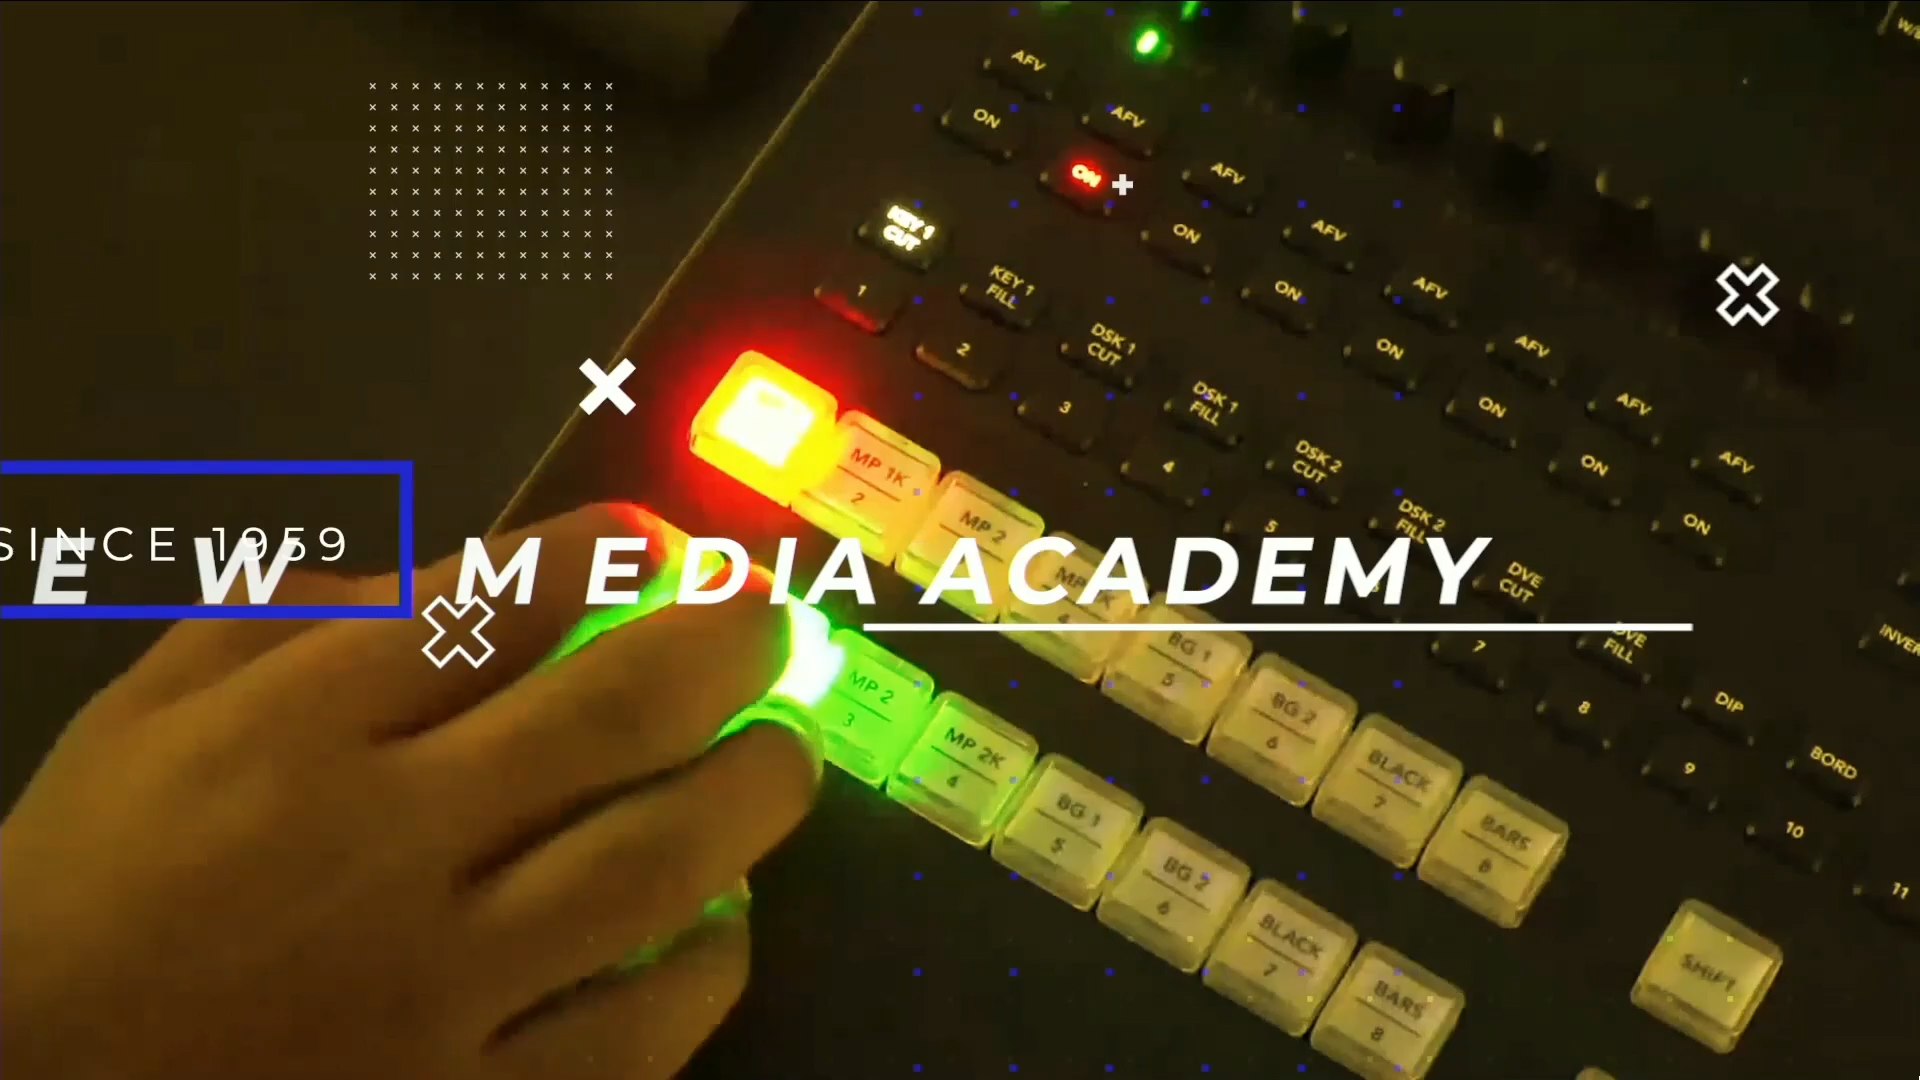 AFV
ON
AFV
ON
AFV
KEY 1
CUT
ON
AFV
1
KEY 1
FILL
ON
AFV
2
DSK 1
CUT
ON
AFV
3
DSK 1
FILL
ON
AFV
4
DSK 2
CUT
ON
AFV
5
DSK 2
FILL
ON
MP 1K
2
MP 2
SINCE 1959
E W MEDIA ACADEMY
4
DVE
CUT
BG 1
5
7
DVE
FILL
BG 2
6
8
DIP
BLACK
7
9
BORD
BARS
8
10
11
MP 2
3
MP 2K
4
BG 1
5
BG 2
6
BLACK
7
BARS
8
SHIFT